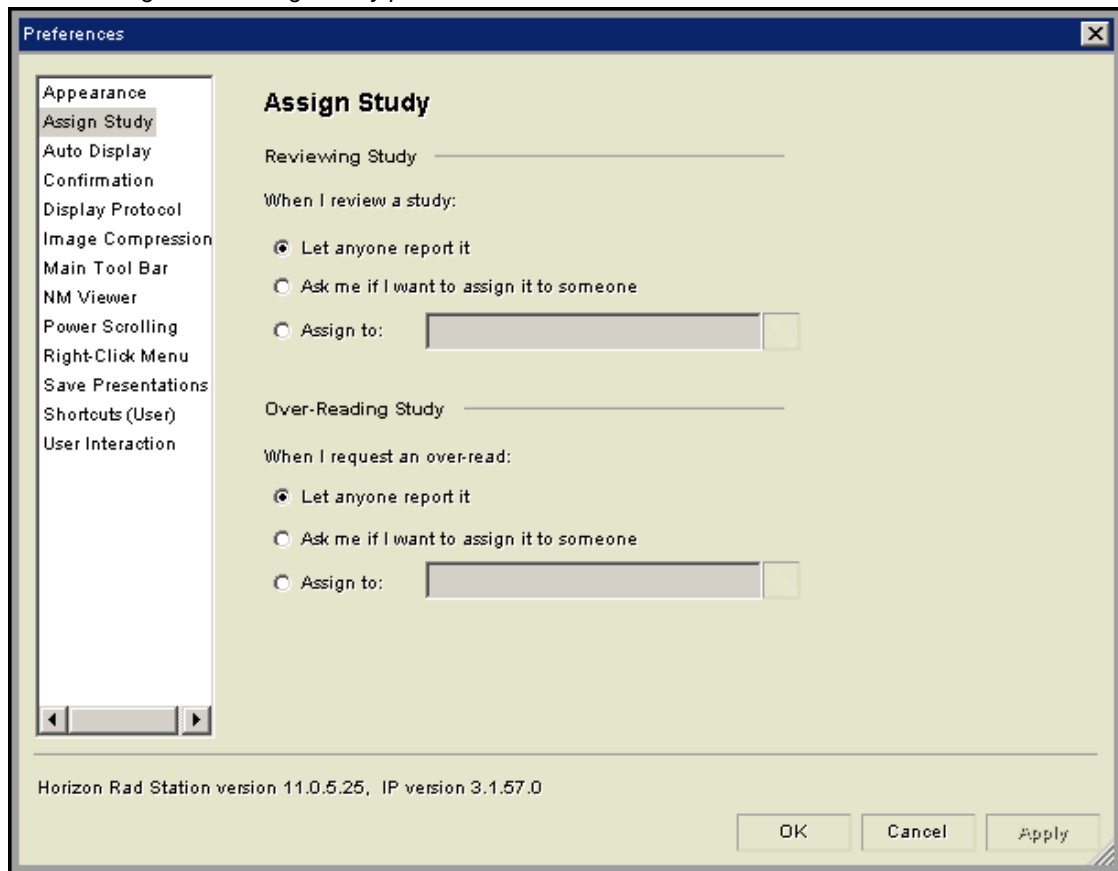 Preferences
Appearance
Assign Study
Auto Display
Confirmation
Display Protocol
Image Compression
Main Tool Bar
NM Viewer
Power Scrolling
Right-Click Menu
Save Presentations
Shortcuts (User)
User Interaction
Assign Study
Reviewing Study
When I review a study:
Let anyone report it
Ask me if I want to assign it to someone
Assign to:
Over-Reading Study
When I request an over-read:
Let anyone report it
Ask me if I want to assign it to someone
Assign to:
Horizon Rad Station version 11.0.5.25, IP version 3.1.57.0
OK Cancel Apply